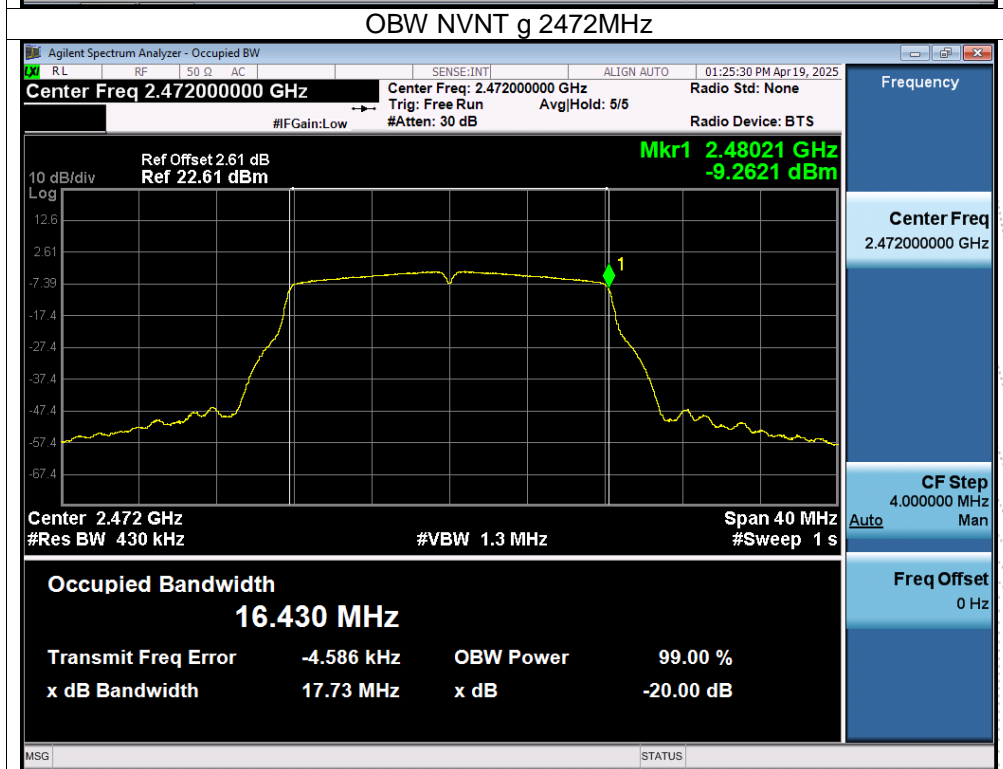 OBW NVNT g 2472MHz
Agilent Spectrum Analyzer - Occupied BW
LXI RL RF 50 Ω AC SENSE:INT ALIGN AUTO 01:25:30 PM Apr 19, 2025
Center Freq 2.472000000 GHz Center Freq: 2.472000000 GHz Radio Std: None
Trig: Free Run Avg|Hold: 5/5
#IFGain:Low #Atten: 30 dB Radio Device: BTS
Frequency
Mkr1 2.48021 GHz
-9.2621 dBm
Ref Offset 2.61 dB
10 dB/div Ref 22.61 dBm
Log
12.6
2.61
-7.39
-17.4
-27.4
-37.4
-47.4
-57.4
-67.4
1
Center 2.472 GHz Span 40 MHz
#Res BW 430 kHz #VBW 1.3 MHz #Sweep 1 s
Center Freq
2.472000000 GHz
CF Step
4.000000 MHz
Auto Man
Freq Offset
0 Hz
Occupied Bandwidth
16.430 MHz
Transmit Freq Error -4.586 kHz OBW Power 99.00 %
x dB Bandwidth 17.73 MHz x dB -20.00 dB
MSG STATUS